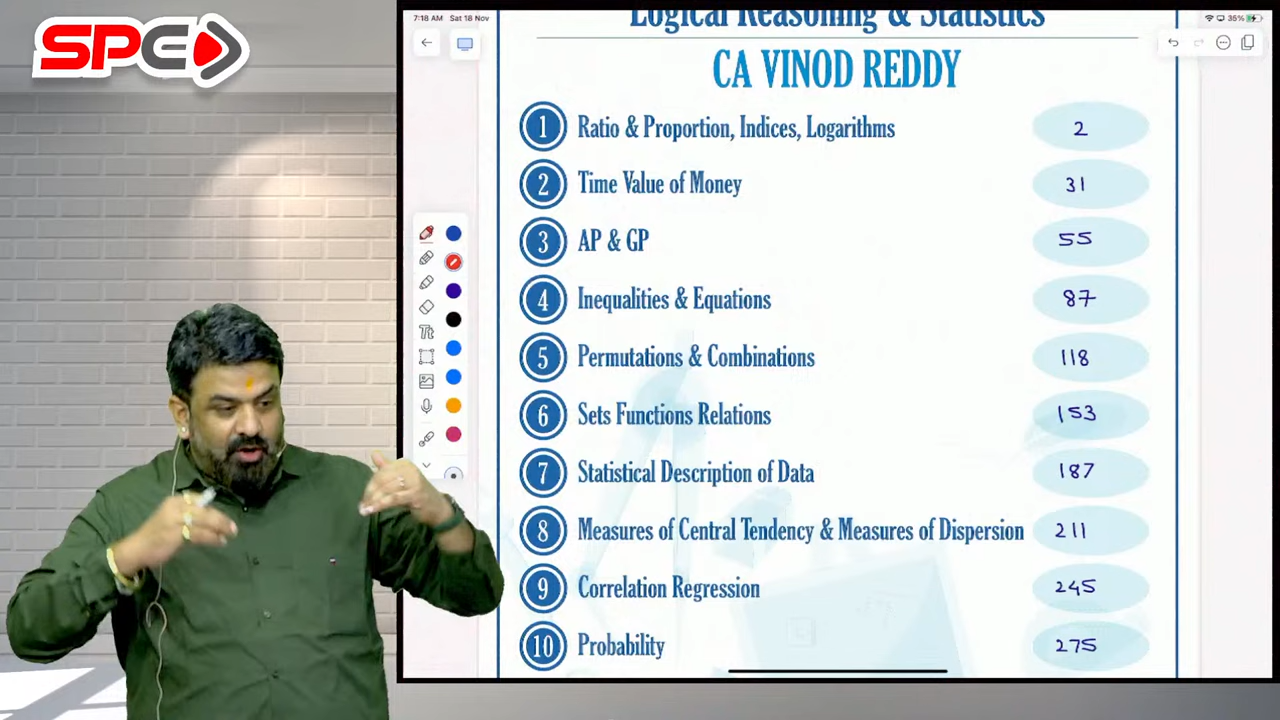 SPED
7:18 AM Sat 18 Nov
35%
Logical Reasoning & Statistics
CA VINOD REDDY
1 Ratio & Proportion, Indices, Logarithms 2
2 Time Value of Money 31
3 AP & GP 55
4 Inequalities & Equations 87
5 Permutations & Combinations 118
6 Sets Functions Relations 153
7 Statistical Description of Data 187
8 Measures of Central Tendency & Measures of Dispersion 211
9 Correlation Regression 245
10 Probability 275
Tt